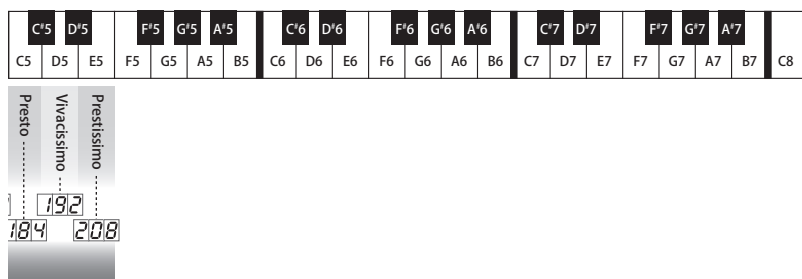 C#5 D#5 F#5 G#5 A#5 C#6 D#6 F#6 G#6 A#6 C#7 D#7 F#7 G#7 A#7
C5 D5 E5 F5 G5 A5 B5 C6 D6 E6 F6 G6 A6 B6 C7 D7 E7 F7 G7 A7 B7 C8
Presto
Vivacissimo
Prestissimo
192
184 208